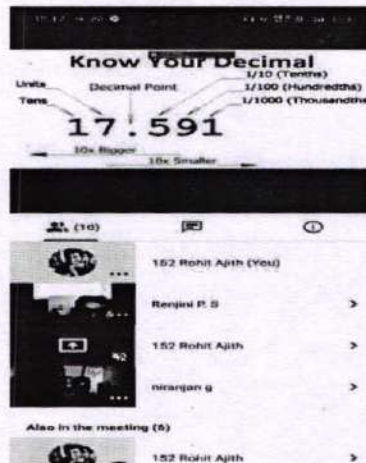 Know Your Decimal
Units
Decimal Point
1/10 (Tenths)
1/100 (Hundredths)
Tens
1/1000 (Thousandths
17.591
10x Bigger
10x Smaller
(10)
152 Rohit Ajith (You)
Renjini P. S
152 Rohit Ajith
niranjan g
Also in the meeting (6)
152 Rohit Ajith